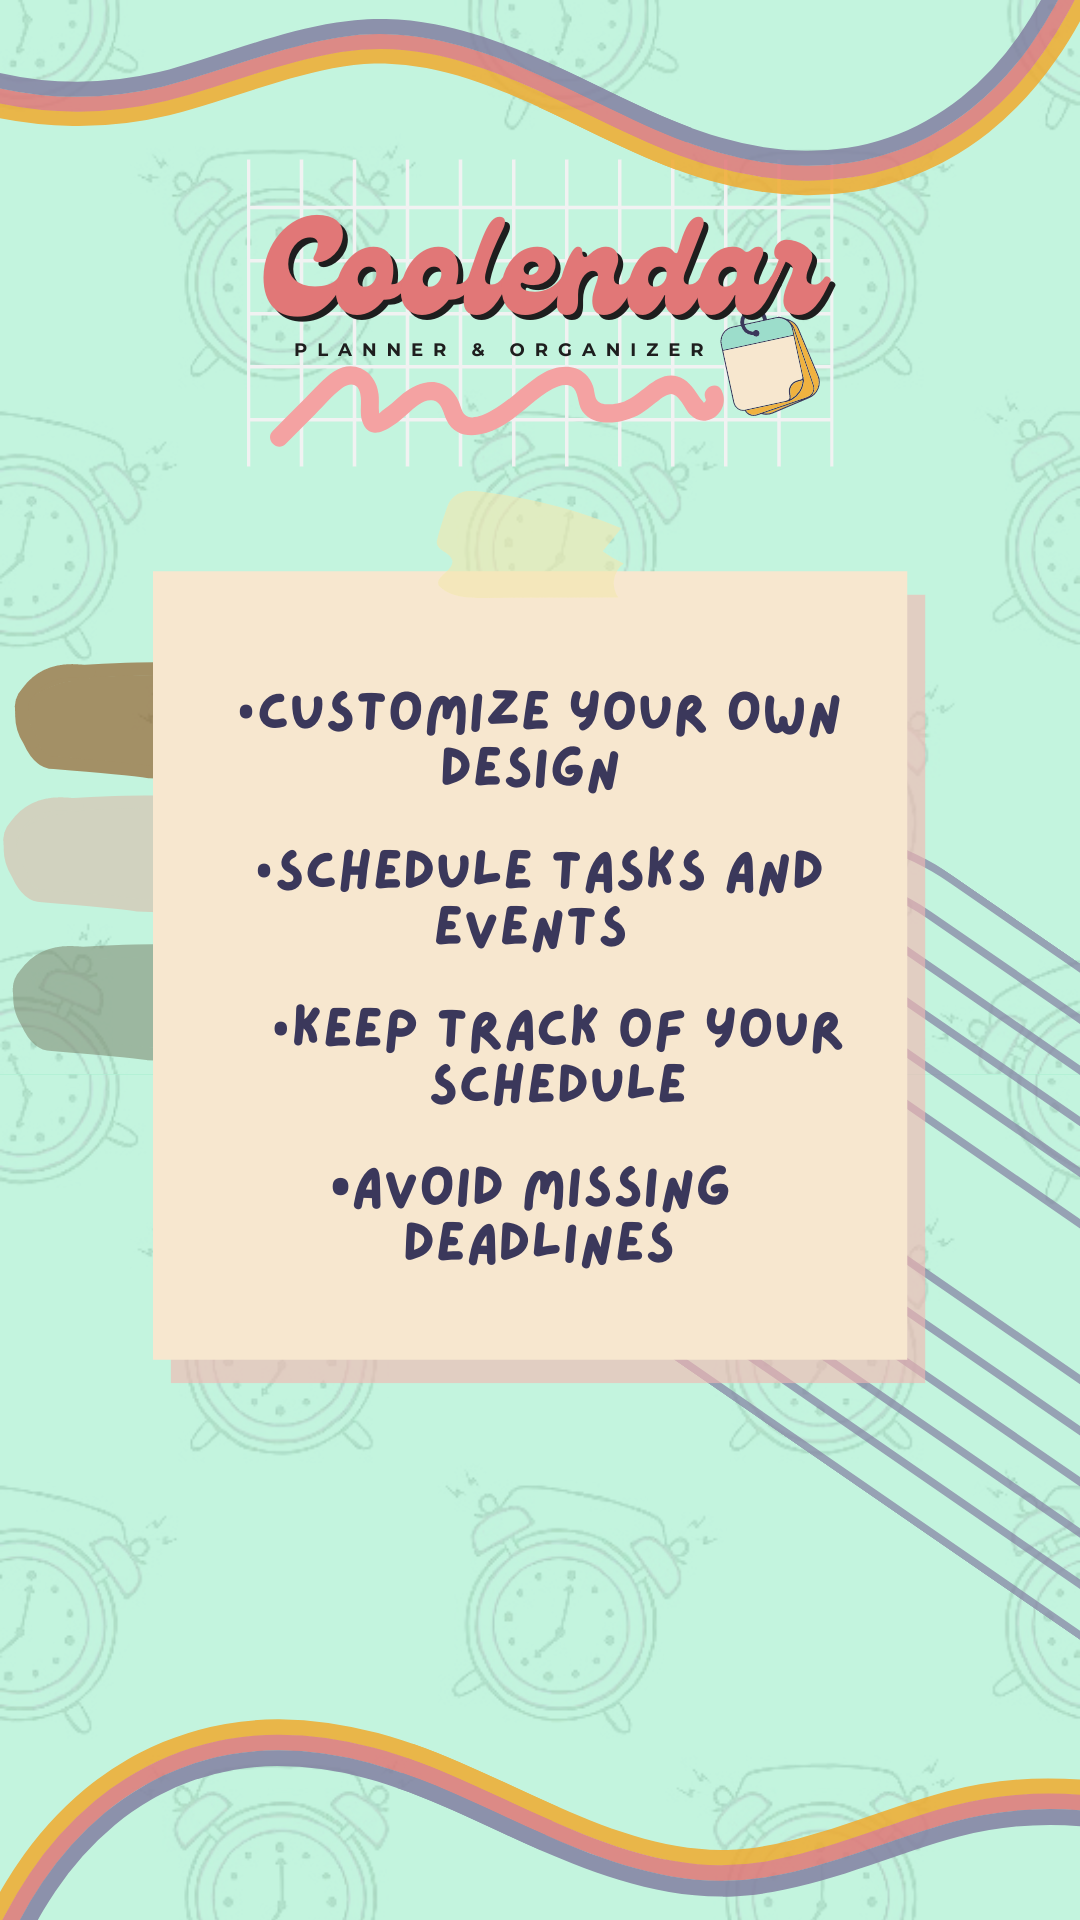 Coolendar
PLANNER & ORGANIZER
•CUSTOMIZE YOUR OWN
DESIGN
•SCHEDULE TASKS AND
EVENTS
•KEEP TRACK OF YOUR
SCHEDULE
•AVOID MISSING
DEADLINES